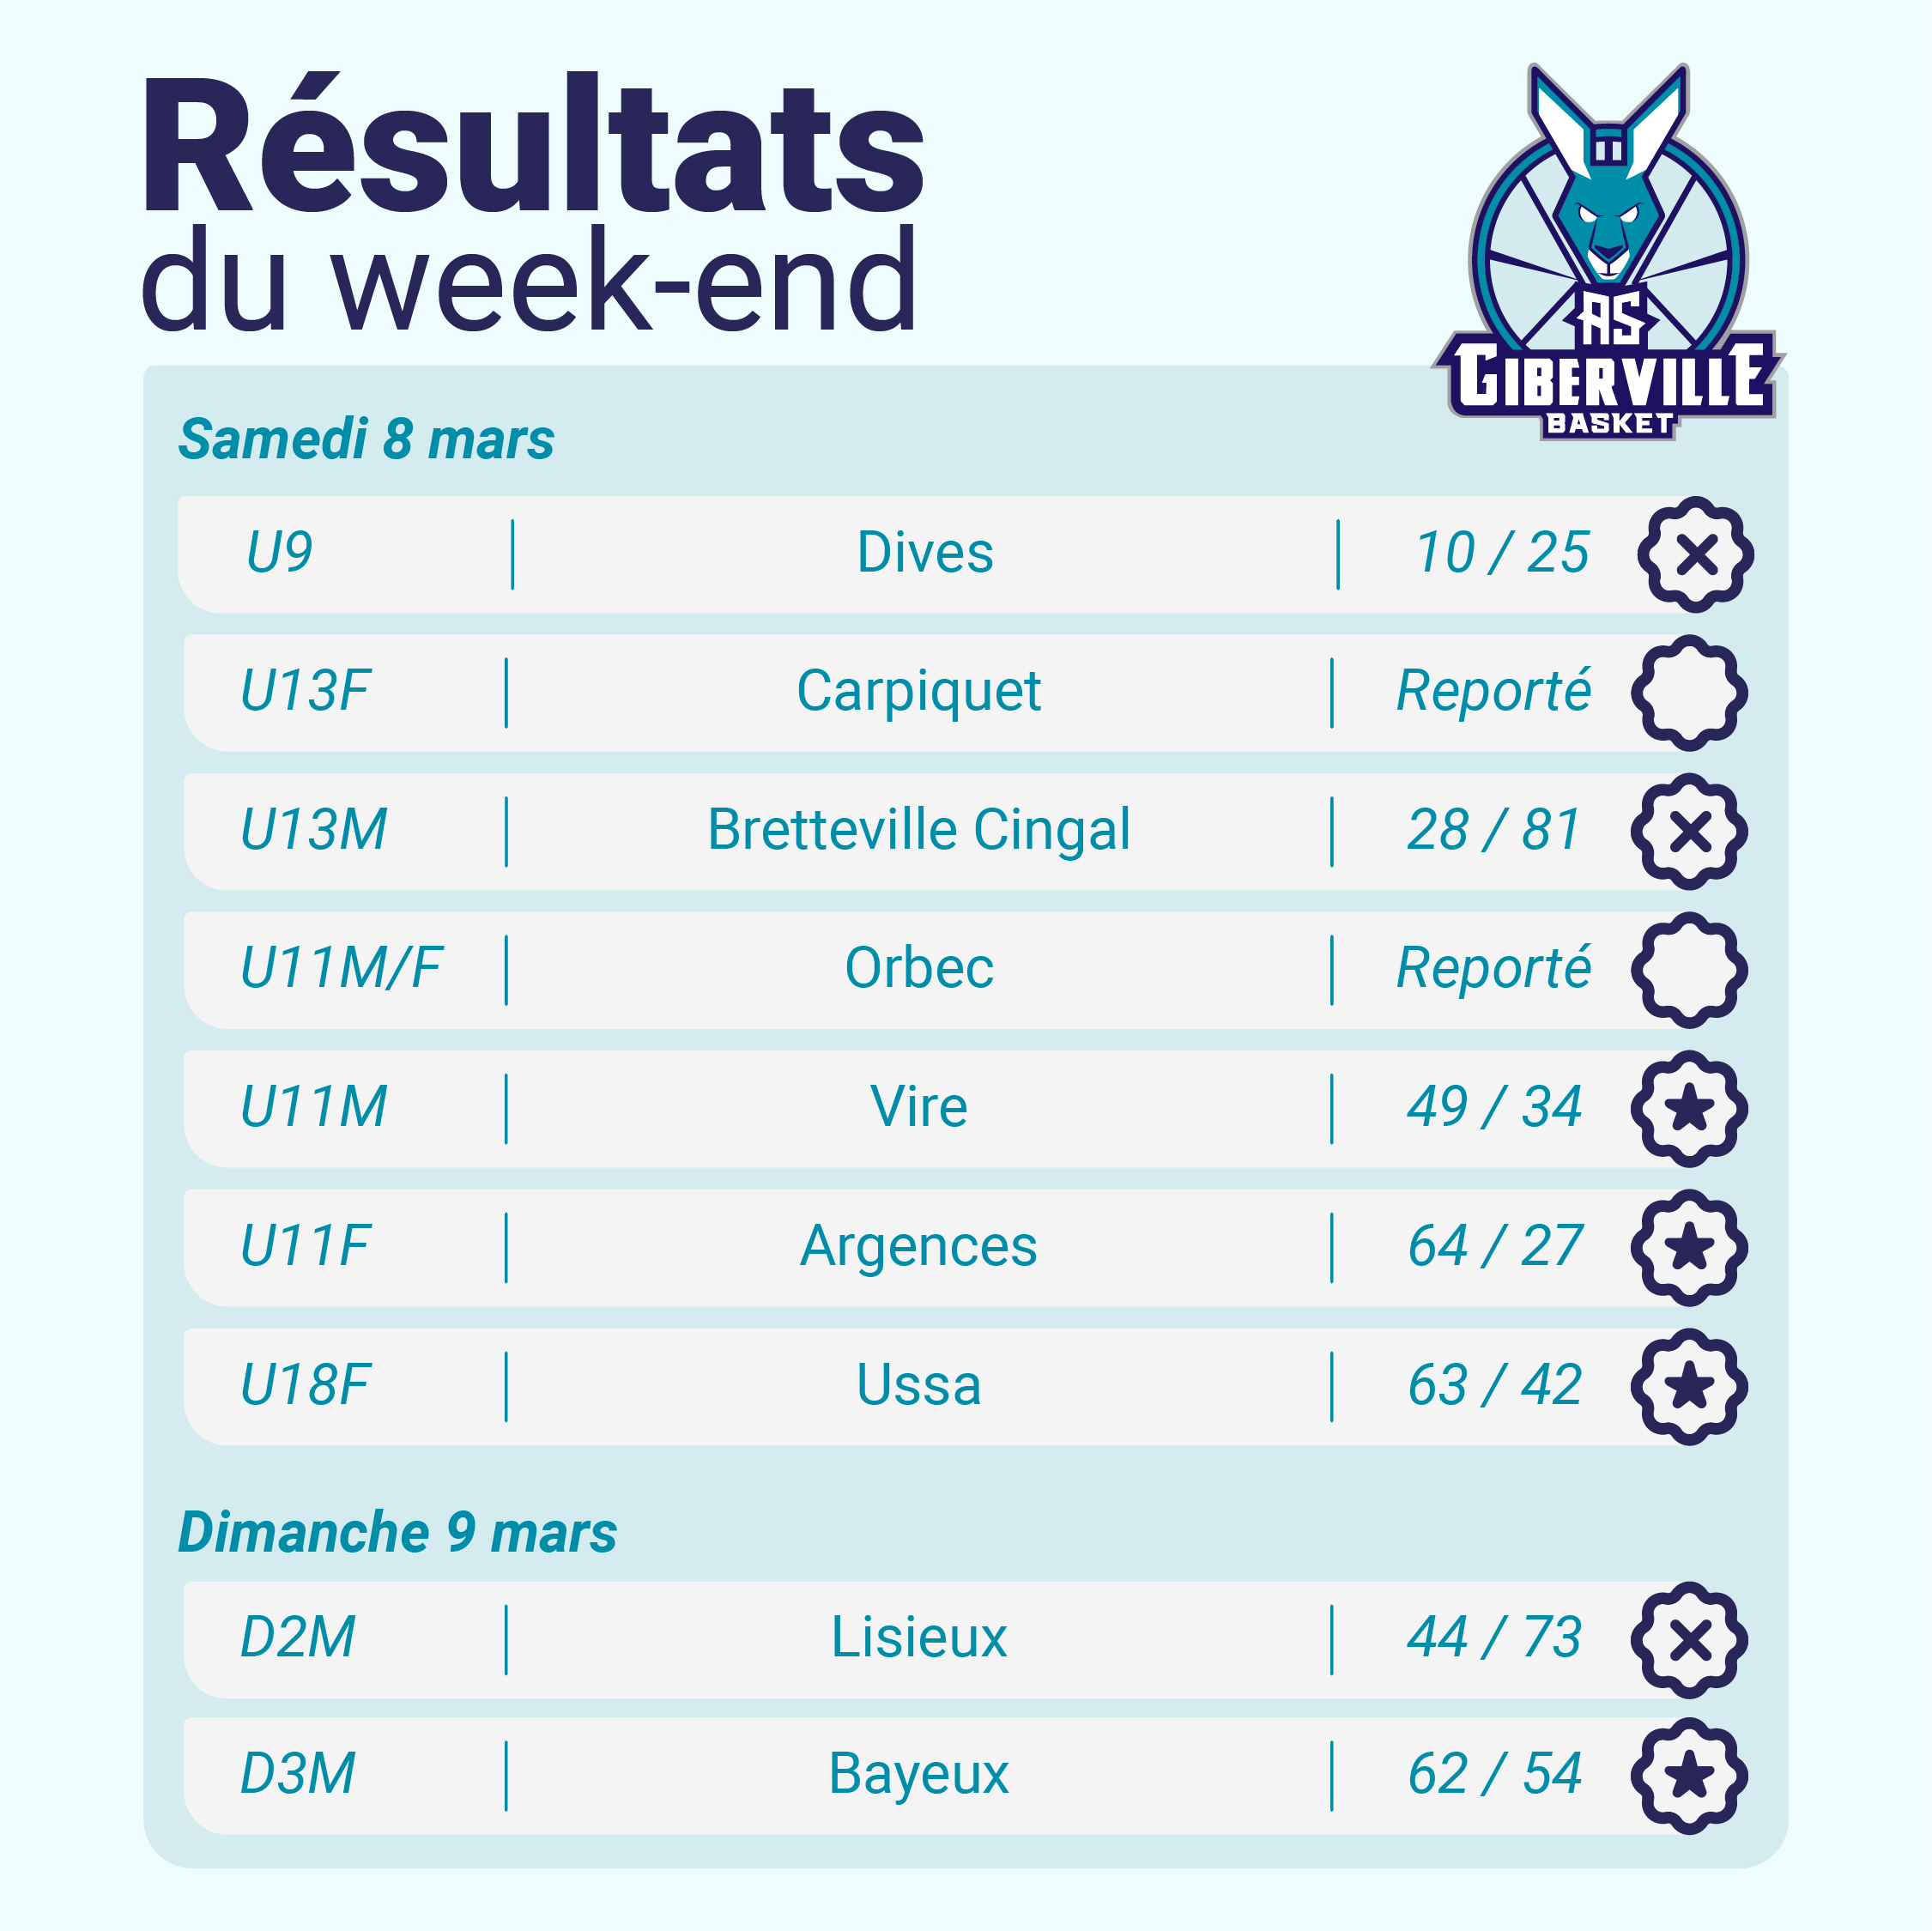 Résultats
du week-end
AS
GIBERVILLE
BASKET
Samedi 8 mars
U9 Dives 10 / 25
U13F Carpiquet Reporté
U13M Bretteville Cingal 28 / 81
U11M/F Orbec Reporté
U11M Vire 49 / 34
U11F Argences 64 / 27
U18F Ussa 63 / 42
Dimanche 9 mars
D2M Lisieux 44 / 73
D3M Bayeux 62 / 54